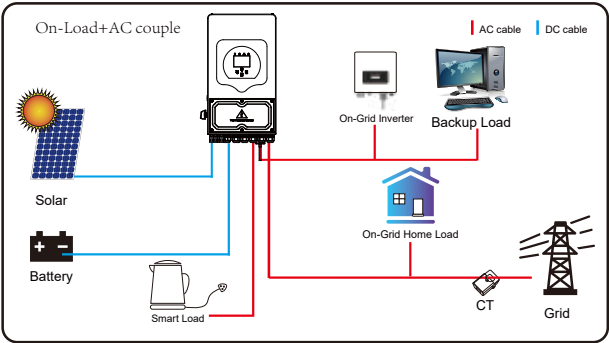 On-Load+AC couple
AC cable
DC cable
On-Grid Inverter
Backup Load
Solar
On-Grid Home Load
Battery
Smart Load
CT
Grid